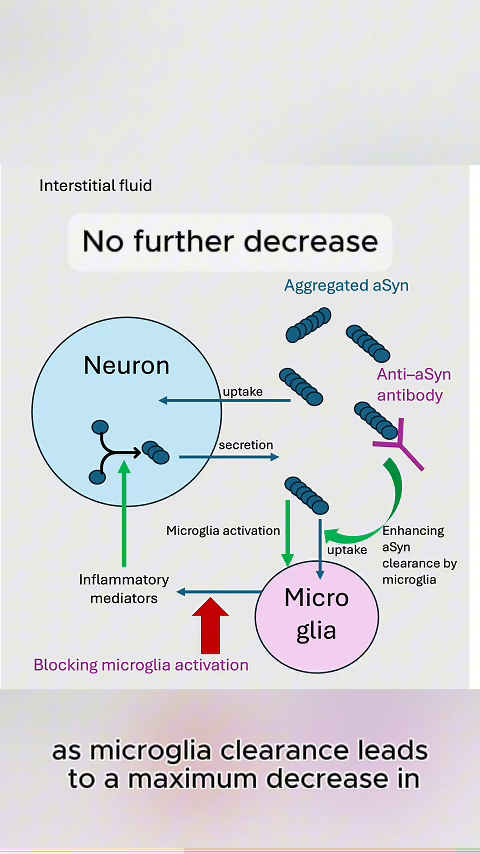 Interstitial fluid
No further decrease
Aggregated aSyn
Neuron
Anti–aSyn
antibody
uptake
secretion
Microglia activation
uptake
Enhancing
aSyn
clearance by
microglia
Inflammatory
mediators
Micro
glia
Blocking microglia activation
as microglia clearance leads
to a maximum decrease in